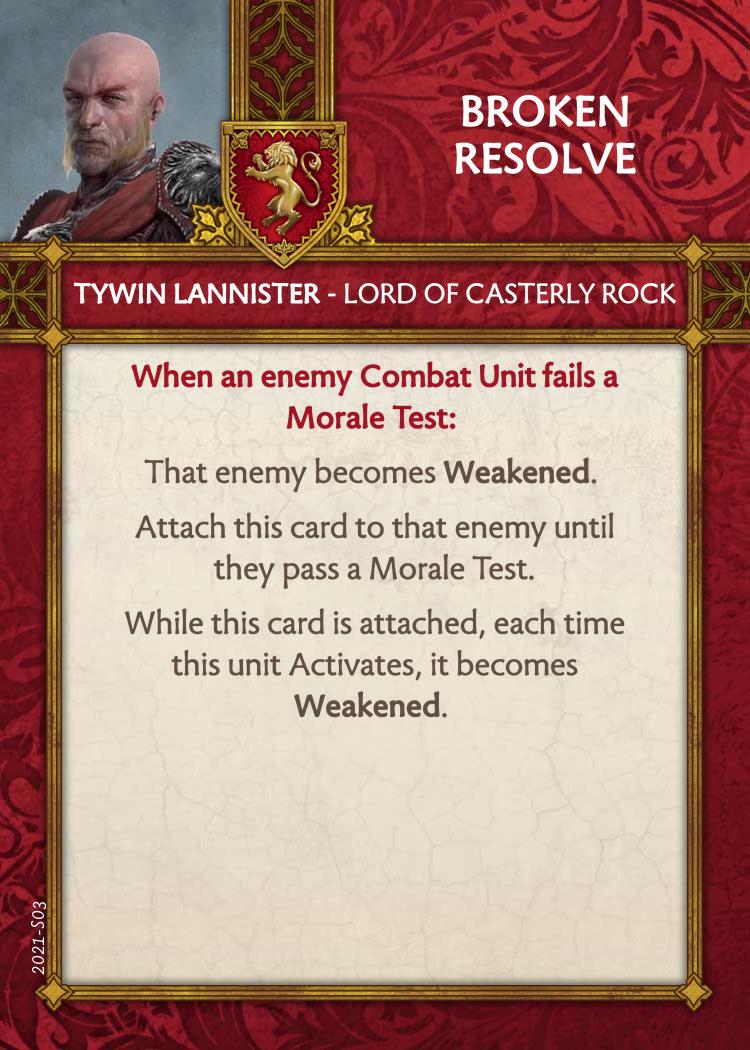 BROKEN
RESOLVE
TYWIN LANNISTER - LORD OF CASTERLY ROCK
When an enemy Combat Unit fails a
Morale Test:
That enemy becomes Weakened.
Attach this card to that enemy until
they pass a Morale Test.
While this card is attached, each time
this unit Activates, it becomes
Weakened.
2021-S03